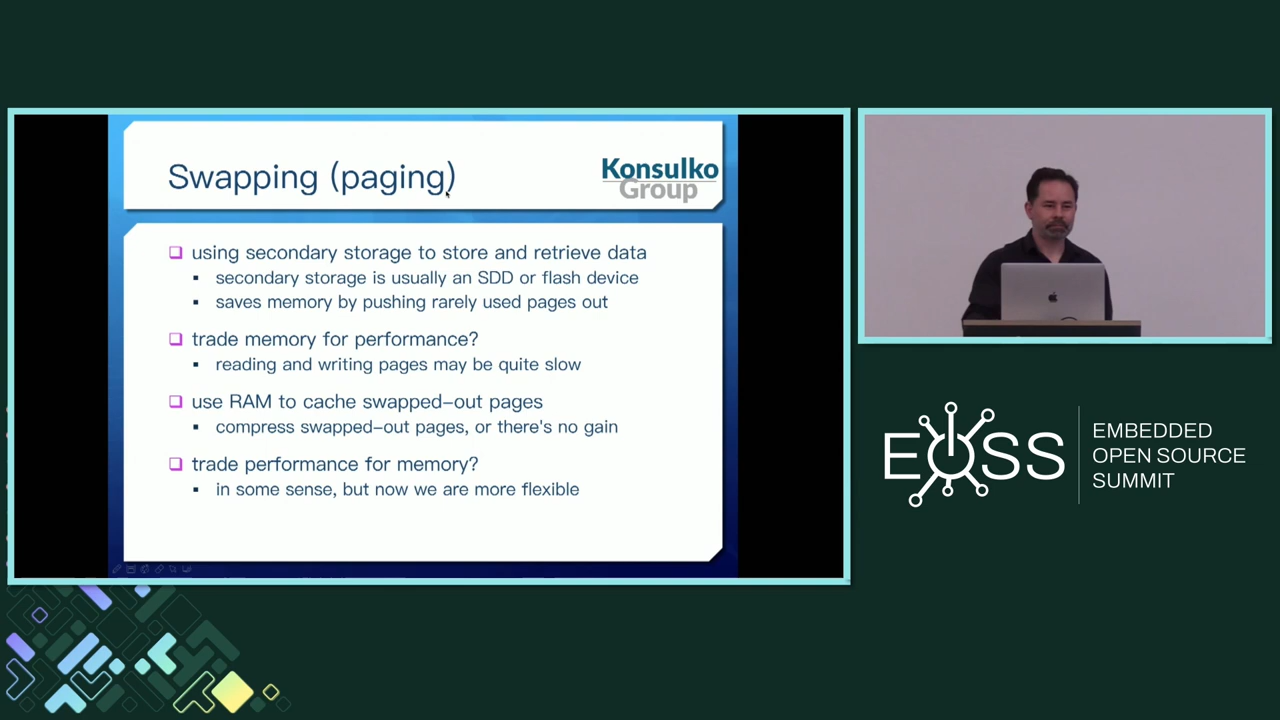 Swapping (paging)
Konsulko
Group
❑ using secondary storage to store and retrieve data
▪ secondary storage is usually an SDD or flash device
▪ saves memory by pushing rarely used pages out
❑ trade memory for performance?
▪ reading and writing pages may be quite slow
❑ use RAM to cache swapped-out pages
▪ compress swapped-out pages, or there's no gain
❑ trade performance for memory?
▪ in some sense, but now we are more flexible
EOSS
EMBEDDED
OPEN SOURCE
SUMMIT